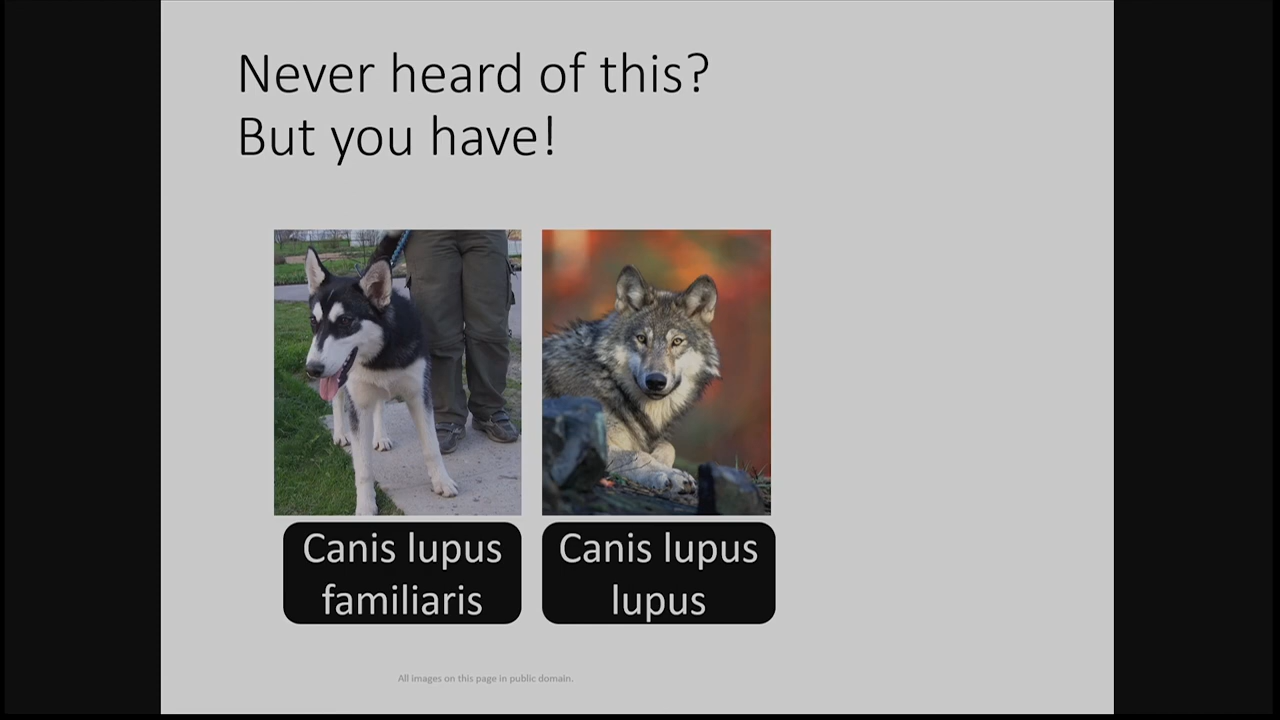 Never heard of this?
But you have!
Canis lupus
familiaris
Canis lupus
lupus
All images on this page in public domain.